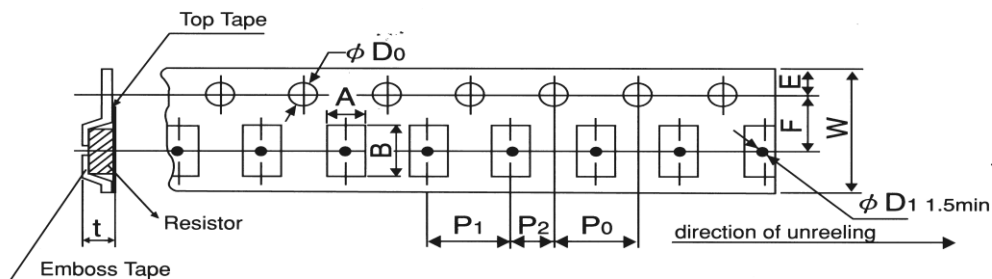 Top Tape
φ D0
A
B
E
F
W
t
Resistor
Emboss Tape
P1
P2
P0
φ D1 1.5min
direction of unreeling